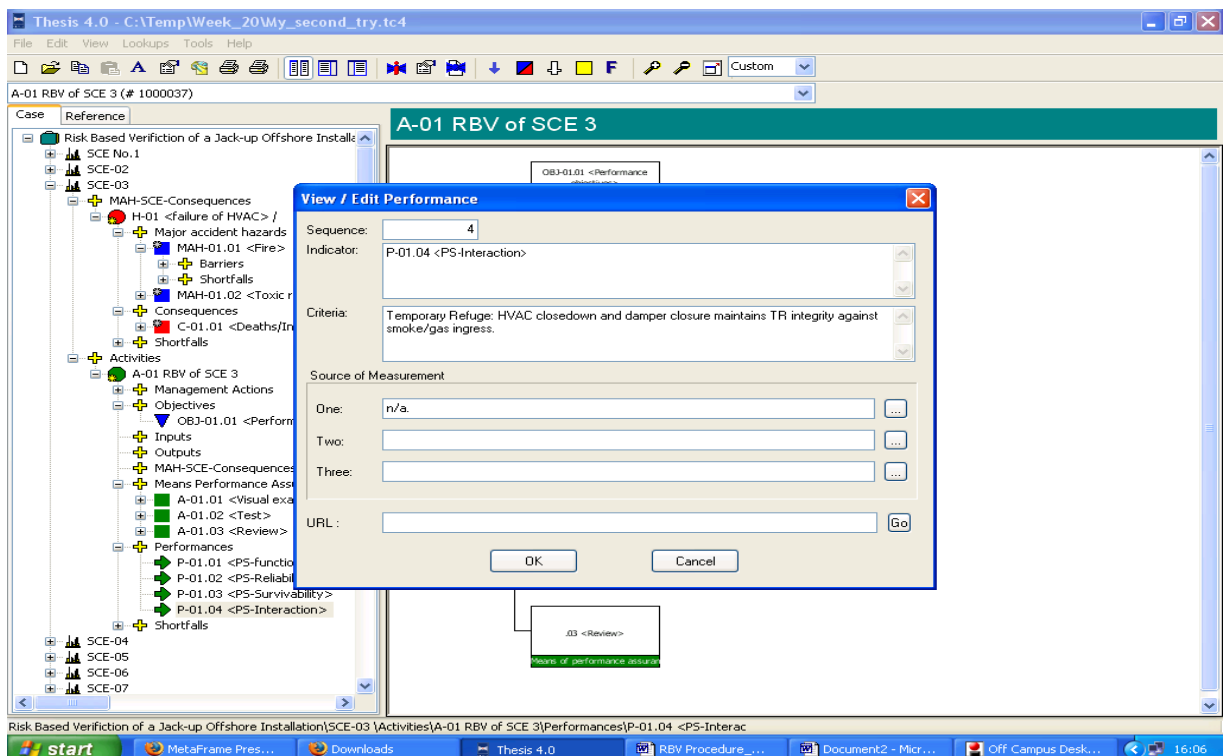 Thesis 4.0 - C:\Temp\Week_20\My_second_try.tc4
File Edit View Lookups Tools Help
A F Custom
A-01 RBV of SCE 3 (# 1000037)
Case Reference
A-01 RBV of SCE 3
Risk Based Verifiction of a Jack-up Offshore Installa
SCE No.1
SCE-02
SCE-03
MAH-SCE-Consequences
H-01 <failure of HVAC> /
Major accident hazards
MAH-01.01 <Fire>
Barriers
Shortfalls
MAH-01.02 <Toxic r
Consequences
C-01.01 <Deaths/In
Shortfalls
Activities
A-01 RBV of SCE 3
Management Actions
Objectives
OBJ-01.01 <Perform
Inputs
Outputs
MAH-SCE-Consequences
Means Performance Assu
A-01.01 <Visual exa
A-01.02 <Test>
A-01.03 <Review>
Performances
P-01.01 <PS-functio
P-01.02 <PS-Reliabil
P-01.03 <PS-Survivability>
P-01.04 <PS-Interaction>
Shortfalls
SCE-04
SCE-05
SCE-06
SCE-07
OBJ-01.01 <Performance
objectives>
View / Edit Performance
Sequence: 4
Indicator: P-01.04 <PS-Interaction>
Criteria: Temporary Refuge: HVAC closedown and damper closure maintains TR integrity against
smoke/gas ingress.
Source of Measurement
One: n/a. ...
Two: ...
Three: ...
URL : Go
OK Cancel
.03 <Review>
Means of performance assuran
Risk Based Verifiction of a Jack-up Offshore Installation\SCE-03 \Activities\A-01 RBV of SCE 3\Performances\P-01.04 <PS-Interac
start MetaFrame Pres... Downloads Thesis 4.0 RBV Procedure_... Document2 - Micr... Off Campus Desk... 16:06